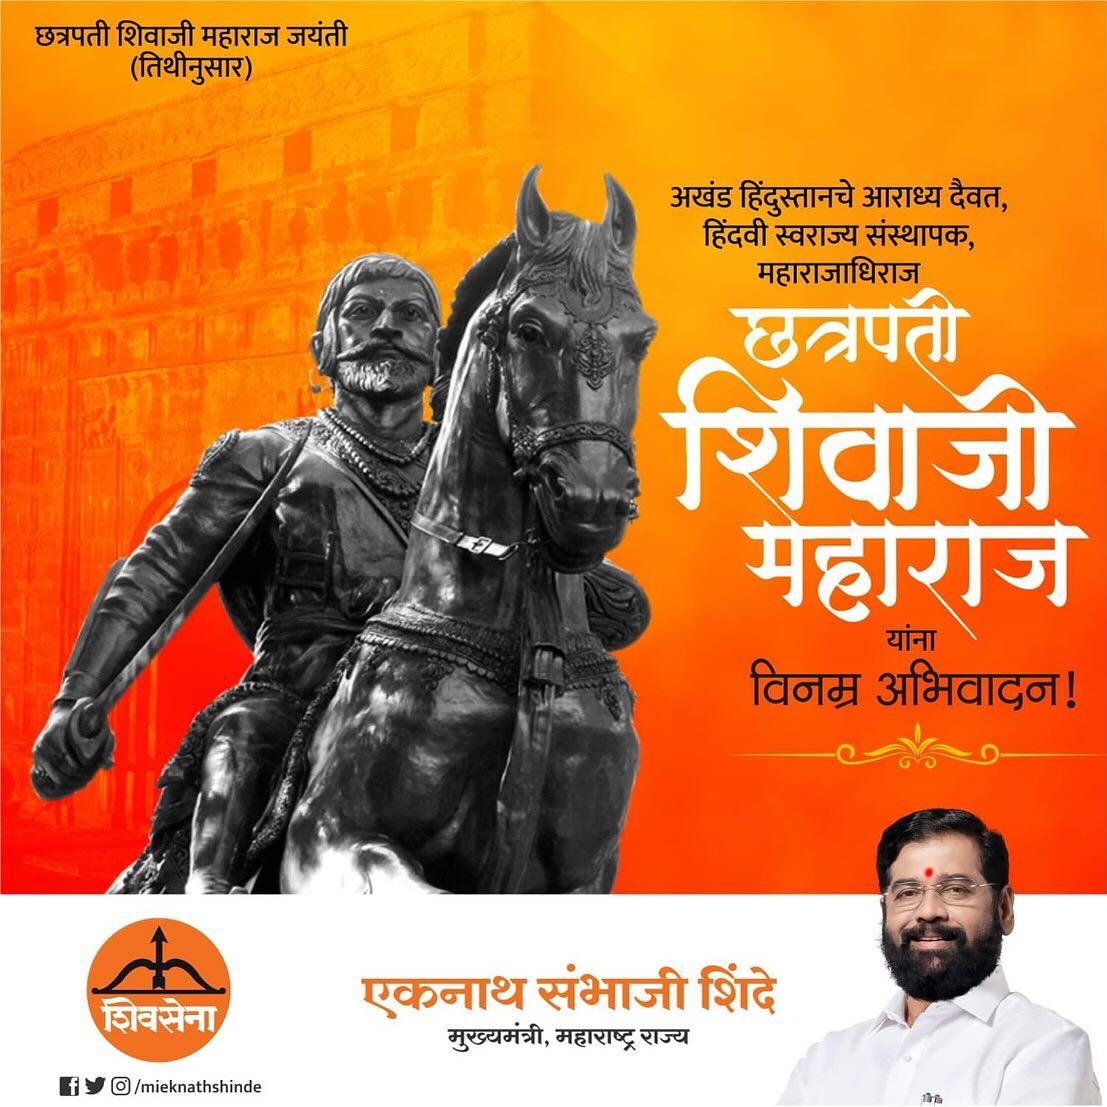 छत्रपती शिवाजी महाराज जयंती
(तिथीनुसार)
अखंड हिंदुस्तानचे आराध्य दैवत,
हिंदवी स्वराज्य संस्थापक,
महाराजाधिराज
छत्रपती
शिवाजी
महाराज
यांना
विनम्र अभिवादन!
शिवसेना
एकनाथ संभाजी शिंदे
मुख्यमंत्री, महाराष्ट्र राज्य
/mieknathshinde